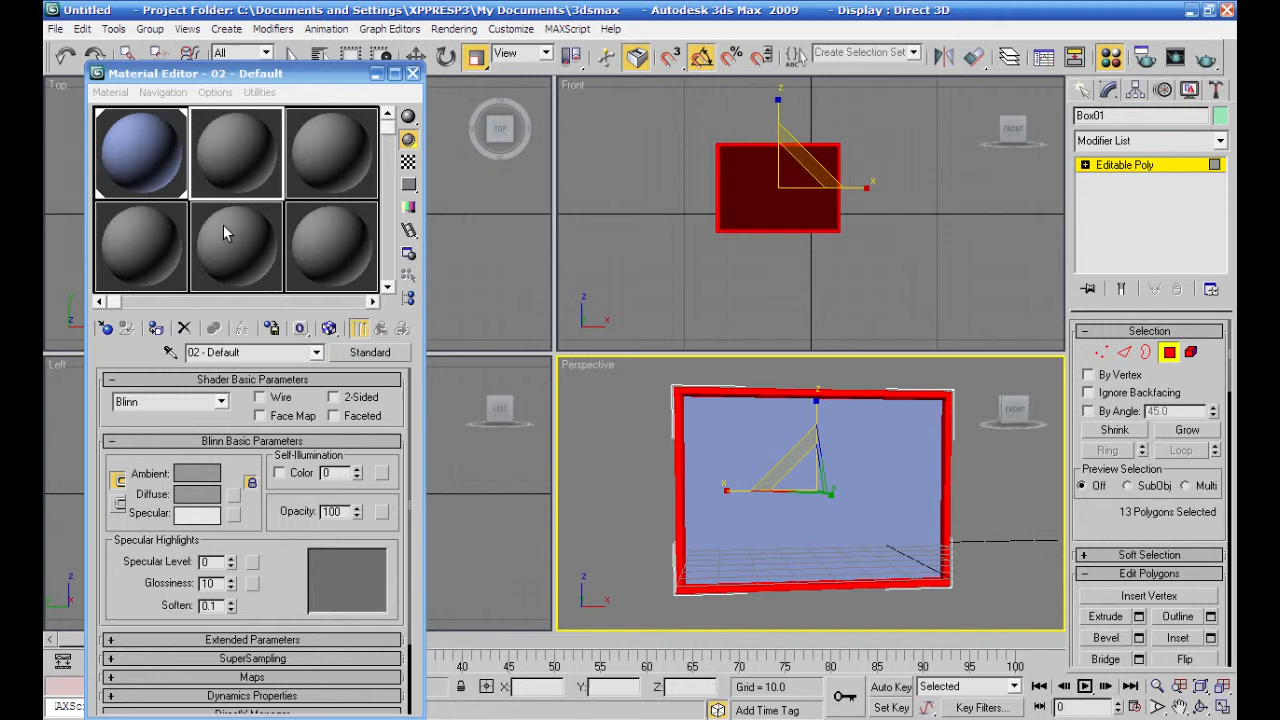 Untitled - Project Folder: C:\Documents and Settings\XPPRESP3\My Documents\3dsmax - Autodesk 3ds Max 2009 - Display : Direct 3D
File Edit Tools Group Views Create Modifiers Animation Graph Editors Rendering Customize MAXScript Help
All View 3 % ABC Create Selection Set
Material Editor - 02 - Default
Material Navigation Options Utilities
Top TOP
Front FRONT
z
x
Left LEFT
Perspective FRONT
z
x
y
02 - Default Standard
Shader Basic Parameters
Blinn Wire 2-Sided
Face Map Faceted
Blinn Basic Parameters
Self-Illumination
Ambient: Color 0
Diffuse:
Specular: Opacity: 100
Specular Highlights
Specular Level: 0
Glossiness: 10
Soften: 0.1
Extended Parameters
SuperSampling
Maps
Dynamics Properties
DirectX Manager
Box01
Modifier List
Editable Poly
Selection
By Vertex
Ignore Backfacing
By Angle: 45.0
Shrink Grow
Ring Loop
Preview Selection
Off SubObj Multi
13 Polygons Selected
Soft Selection
Edit Polygons
Insert Vertex
Extrude Outline
Bevel Inset
Bridge Flip
40 45 50 55 60 65 70 75 80 85 90 95 100
X: Y: Z: Grid = 10.0 Auto Key Selected
Add Time Tag Set Key Key Filters... 0